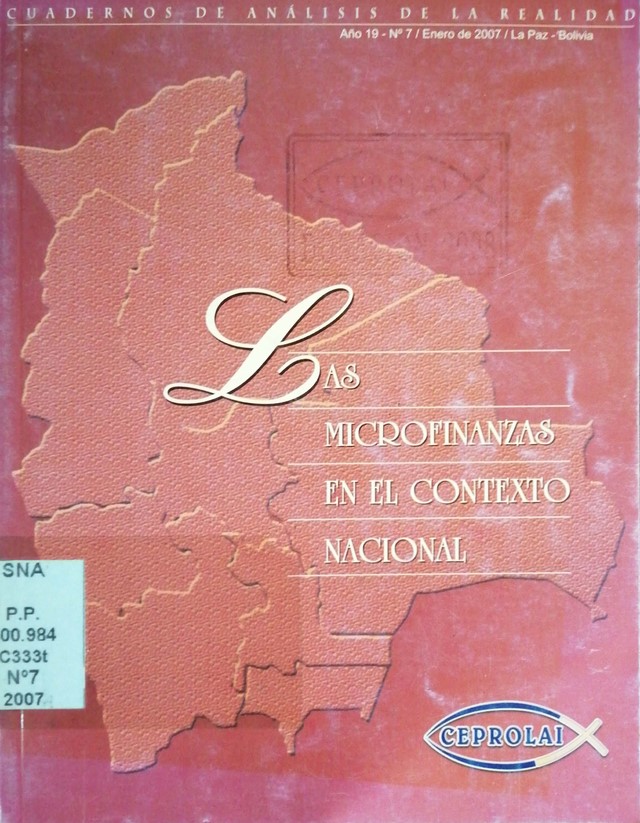 CUADERNOS DE ANÁLISIS DE LA REALIDAD
Año 19 - Nº 7 / Enero de 2007 / La Paz - Bolivia
CEPROLAI
LAS
MICROFINANZAS
EN EL CONTEXTO
NACIONAL
SNA
P.P.
00.984
C333t
Nº7
2007
CEPROLAI